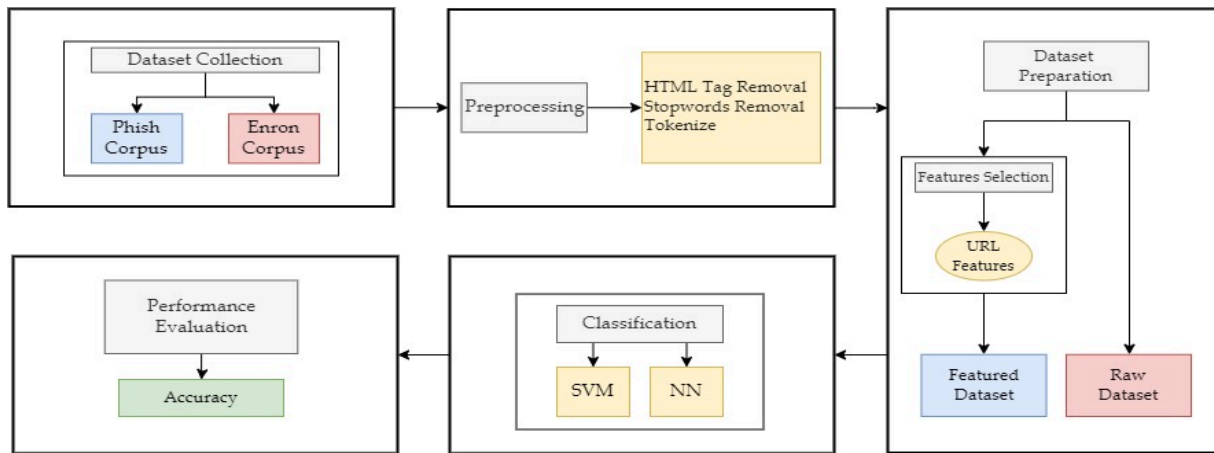 Dataset Collection
Phish
Corpus
Enron
Corpus
Preprocessing
HTML Tag Removal
Stopwords Removal
Tokenize
Dataset
Preparation
Features Selection
URL
Features
Featured
Dataset
Raw
Dataset
Classification
SVM
NN
Performance
Evaluation
Accuracy